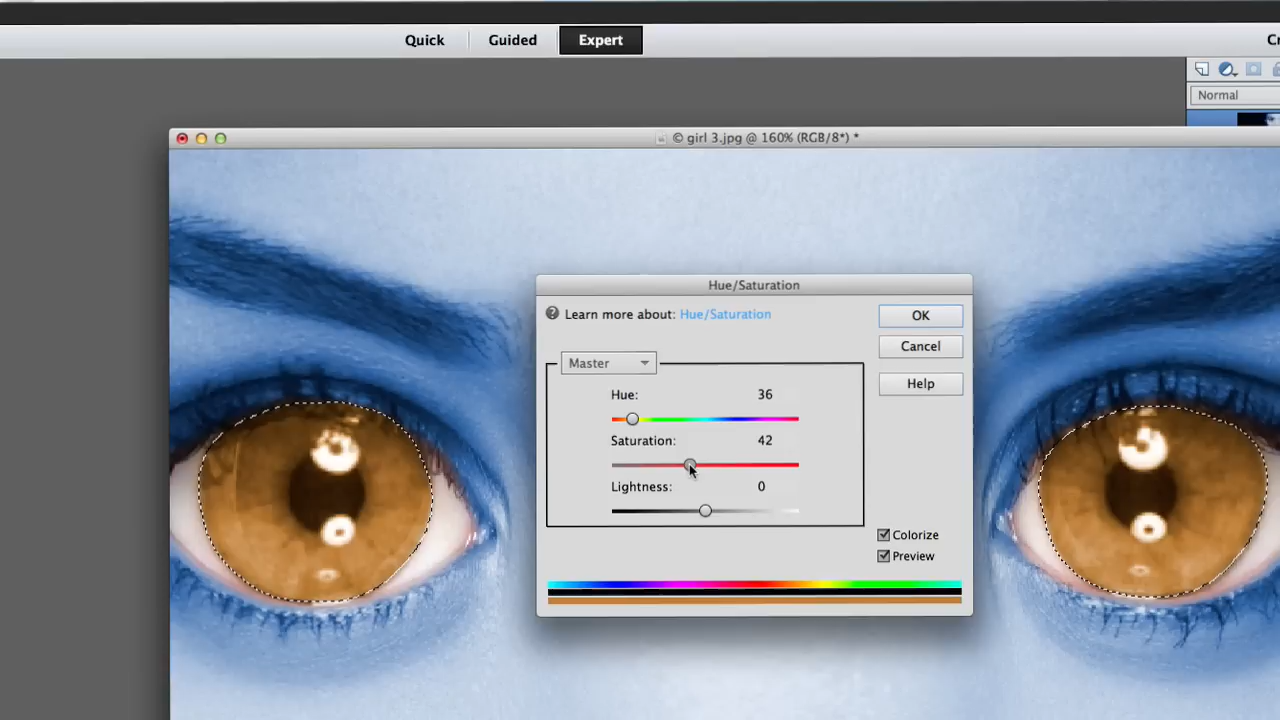 Quick Guided Expert
Normal
© girl 3.jpg @ 160% (RGB/8*) *
Hue/Saturation
Learn more about: Hue/Saturation
OK
Cancel
Master
Help
Hue: 36
Saturation: 42
Lightness: 0
Colorize
Preview